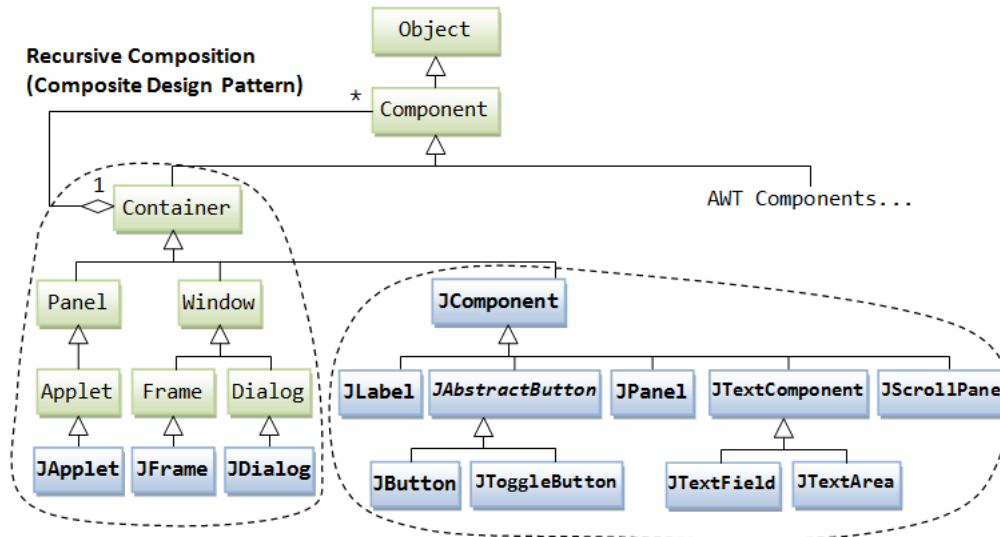 Object
Recursive Composition
(Composite Design Pattern)
*
Component
1
Container
AWT Components...
Panel
Window
JComponent
Applet
Frame
Dialog
JLabel
JAbstractButton
JPanel
JTextComponent
JScrollPane
JApplet
JFrame
JDialog
JButton
JToggleButton
JTextField
JTextArea